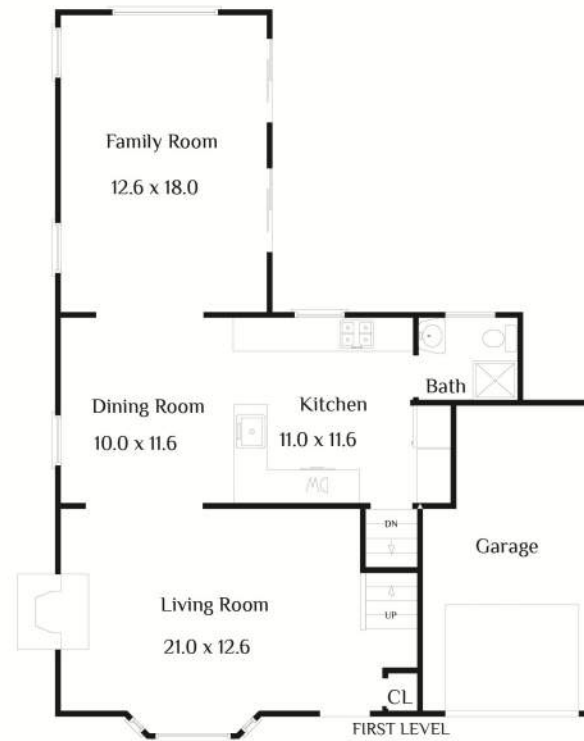 Family Room
12.6 x 18.0
Bath
Dining Room
10.0 x 11.6
Kitchen
11.0 x 11.6
DW
DN
Garage
Living Room
21.0 x 12.6
UP
CL
FIRST LEVEL